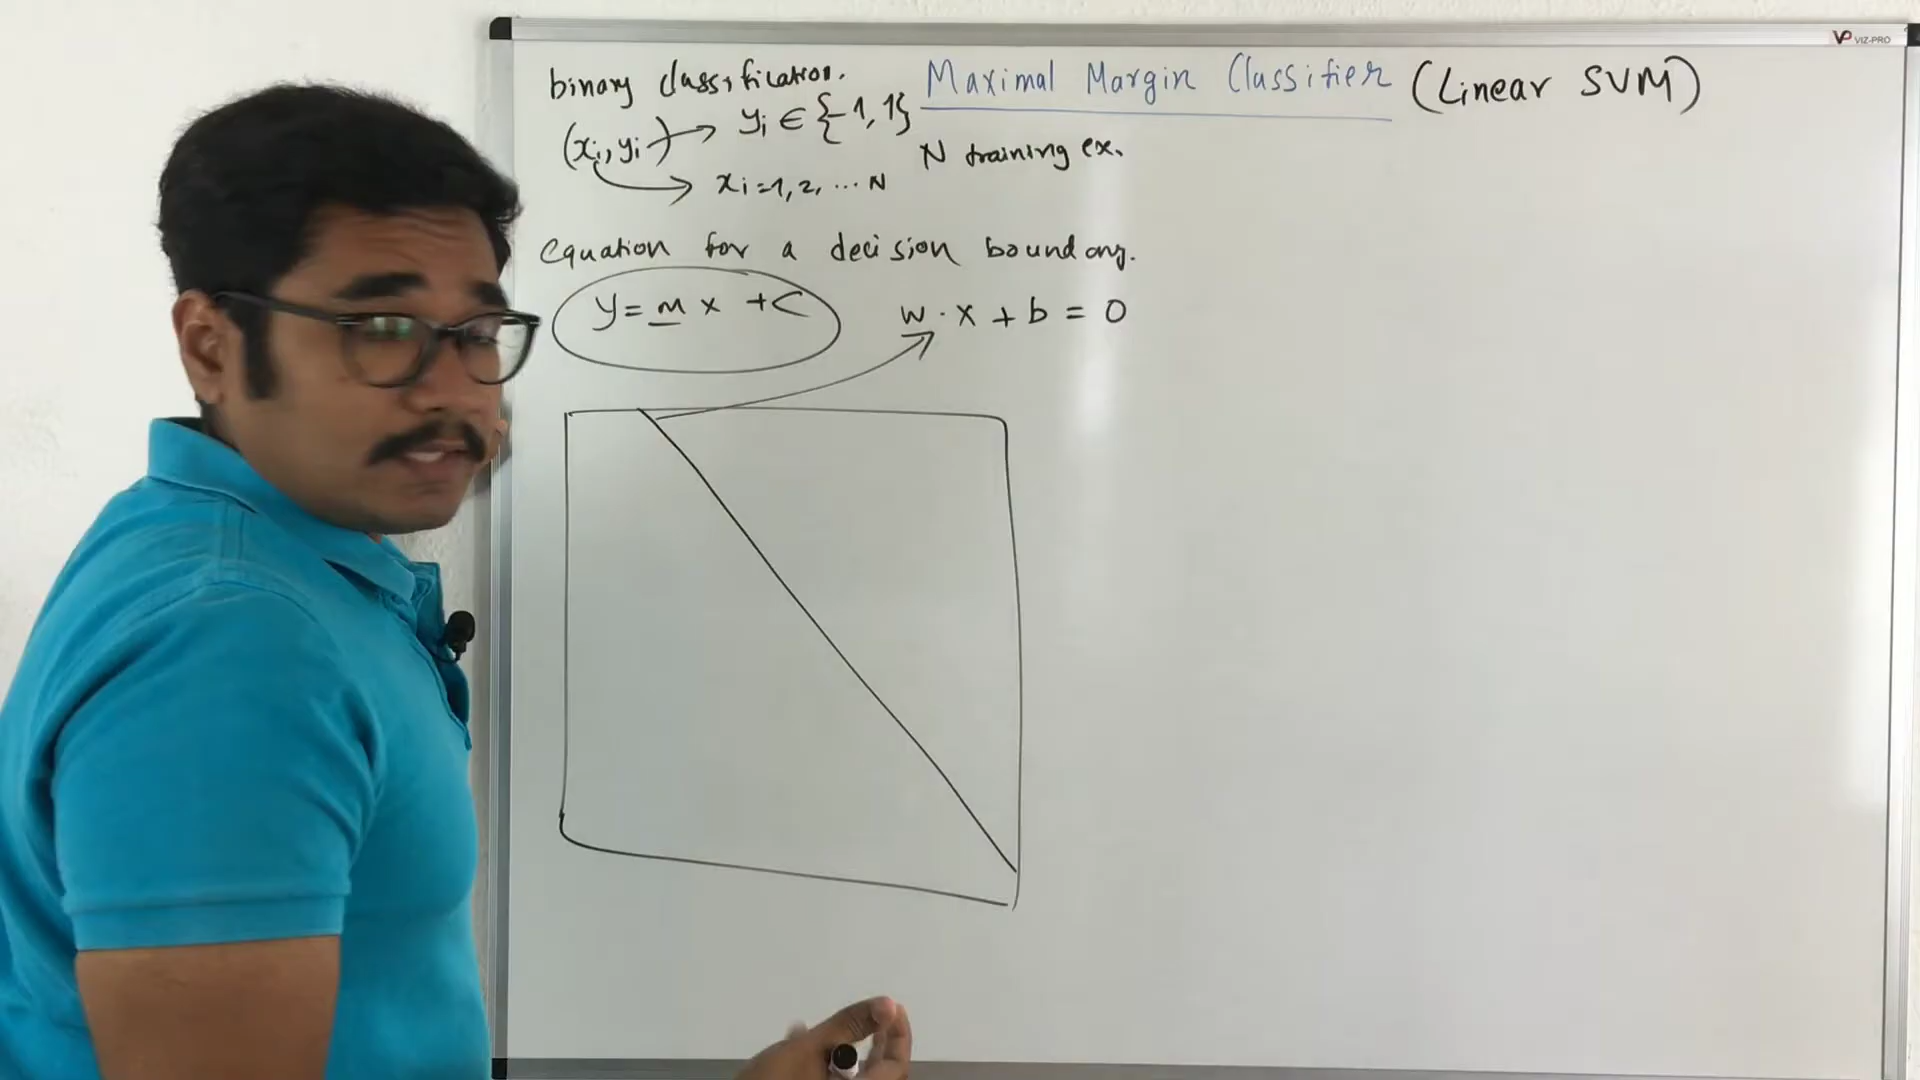 binary classification. Maximal Margin Classifier (Linear SVM)
(xi, yi) → yi ∈ {-1, 1}
N training ex.
xi =1, 2, ... N
equation for a decision boundary.
y = m x + C
w · x + b = 0
VP VIZ-PRO